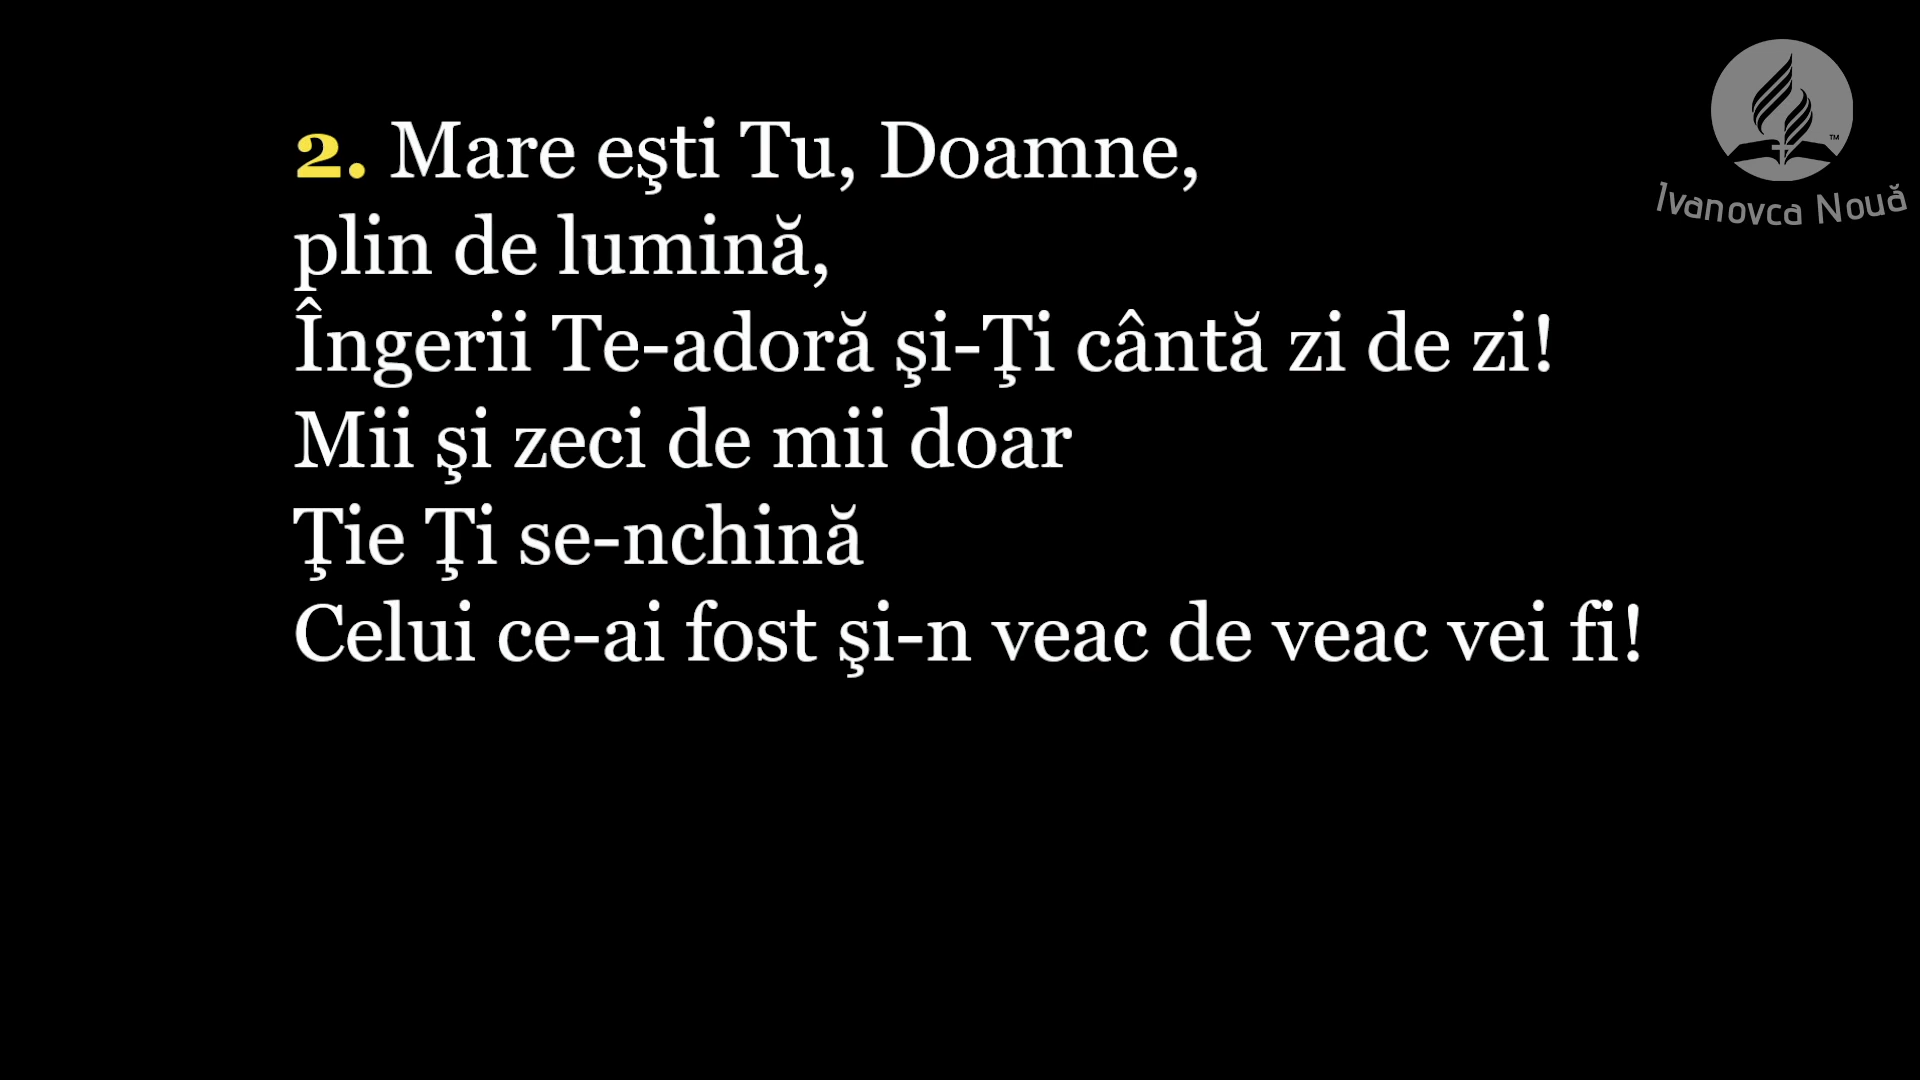 2. Mare eşti Tu, Doamne,
plin de lumină,
Îngerii Te-adoră şi-Ţi cântă zi de zi!
Mii şi zeci de mii doar
Ţie Ţi se-nchină
Celui ce-ai fost şi-n veac de veac vei fi!
™
Ivanovca Nouă